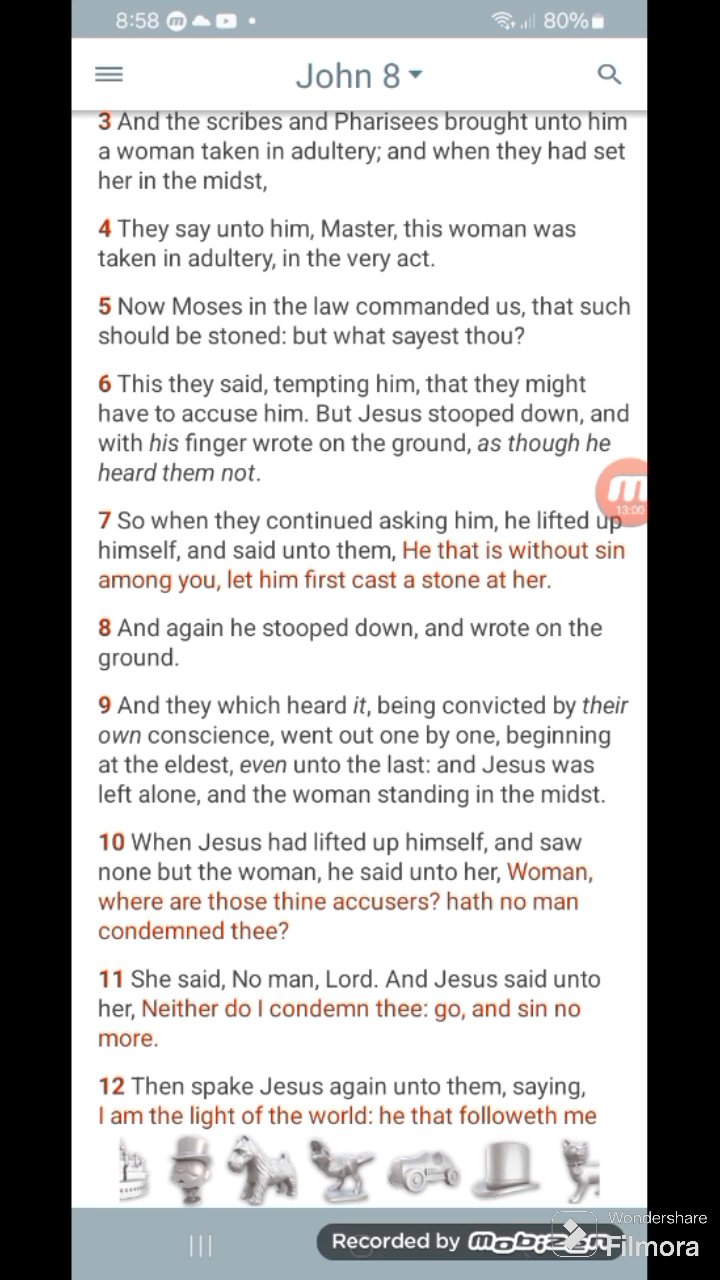 8:58 80%
John 8
3 And the scribes and Pharisees brought unto him
a woman taken in adultery; and when they had set
her in the midst,
4 They say unto him, Master, this woman was
taken in adultery, in the very act.
5 Now Moses in the law commanded us, that such
should be stoned: but what sayest thou?
6 This they said, tempting him, that they might
have to accuse him. But Jesus stooped down, and
with his finger wrote on the ground, as though he
heard them not.
13:00
7 So when they continued asking him, he lifted up
himself, and said unto them, He that is without sin
among you, let him first cast a stone at her.
8 And again he stooped down, and wrote on the
ground.
9 And they which heard it, being convicted by their
own conscience, went out one by one, beginning
at the eldest, even unto the last: and Jesus was
left alone, and the woman standing in the midst.
10 When Jesus had lifted up himself, and saw
none but the woman, he said unto her, Woman,
where are those thine accusers? hath no man
condemned thee?
11 She said, No man, Lord. And Jesus said unto
her, Neither do I condemn thee: go, and sin no
more.
12 Then spake Jesus again unto them, saying,
I am the light of the world: he that followeth me
Recorded by mobizen
Wondershare
Filmora